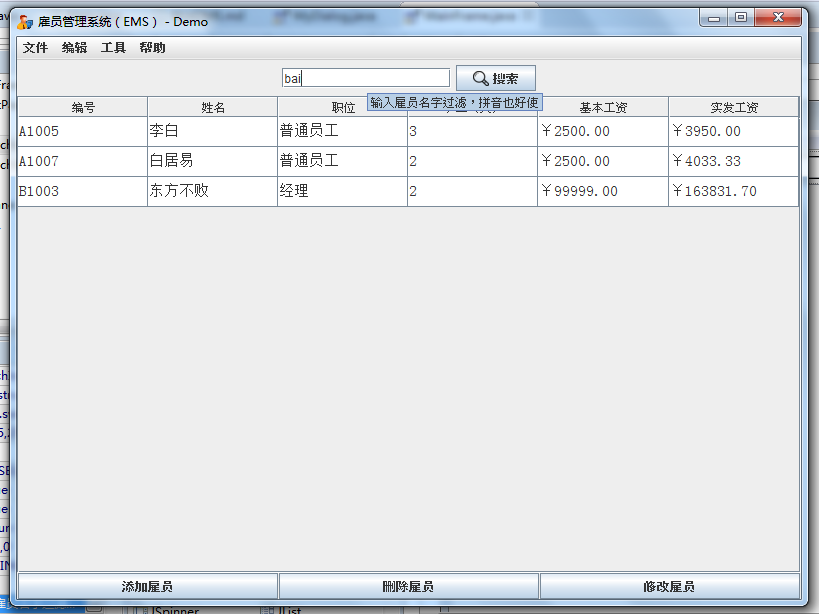 雇员管理系统（EMS） - Demo
文件 编辑 工具 帮助
bai 搜索
输入雇员名字过滤，拼音也好使
编号 姓名 职位 基本工资 实发工资
A1005 李白 普通员工 3 ￥2500.00 ￥3950.00
A1007 白居易 普通员工 2 ￥2500.00 ￥4033.33
B1003 东方不败 经理 2 ￥99999.00 ￥163831.70
添加雇员 删除雇员 修改雇员
JSpinner JList